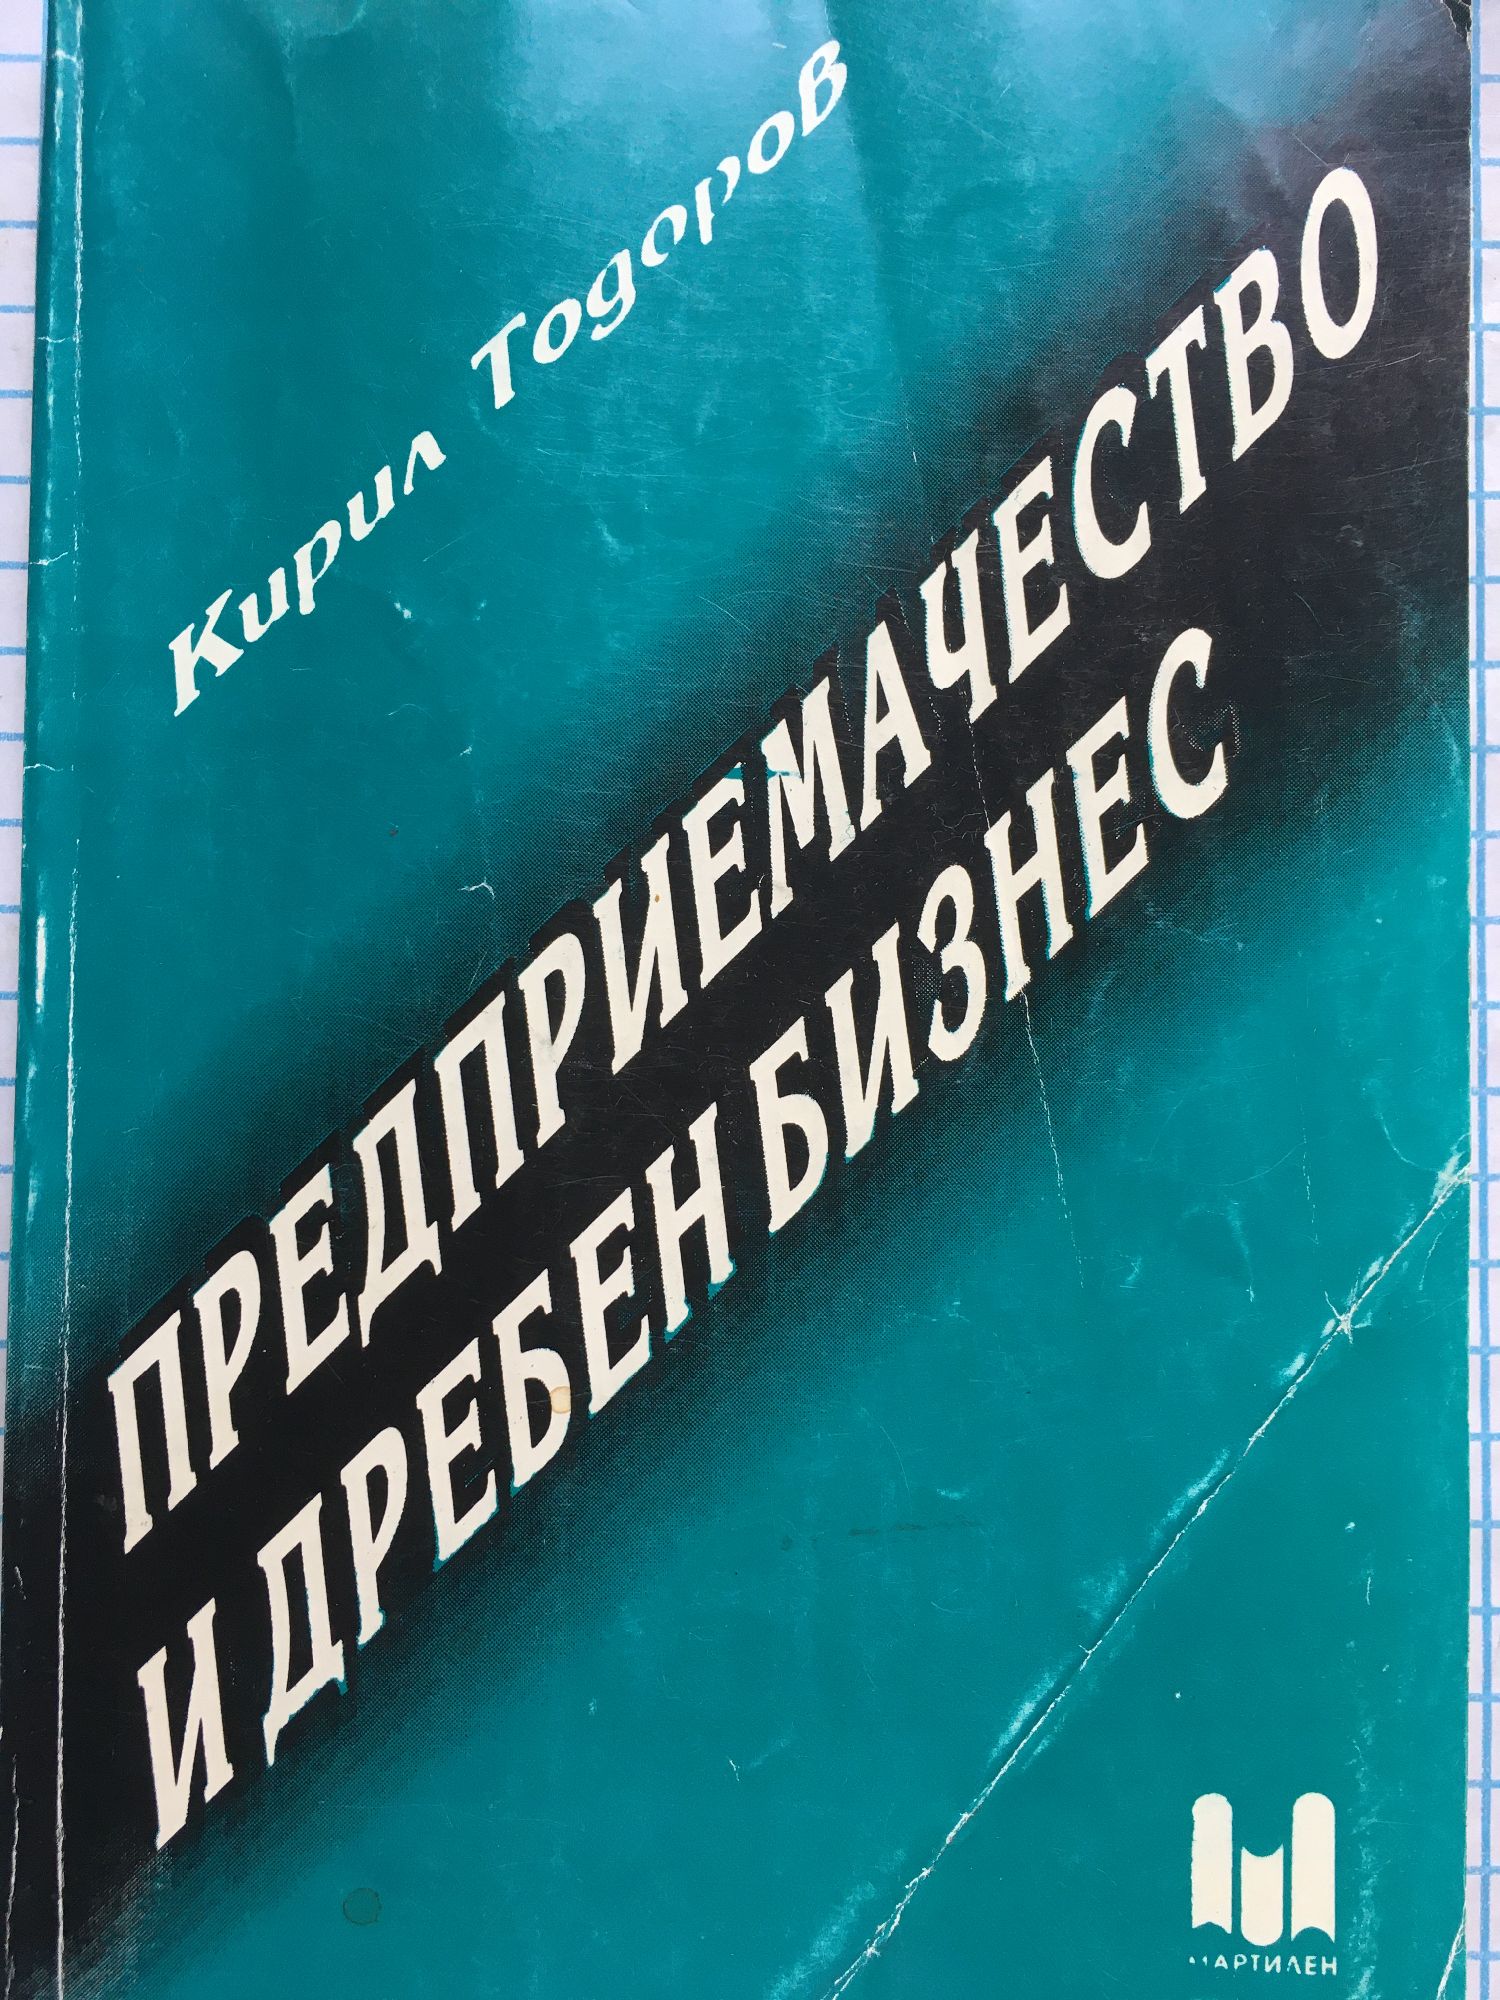 Кирил Тодоров
ПРЕДПРИЕМАЧЕСТВО
И ДРЕБЕН БИЗНЕС
МАРТИЛЕН